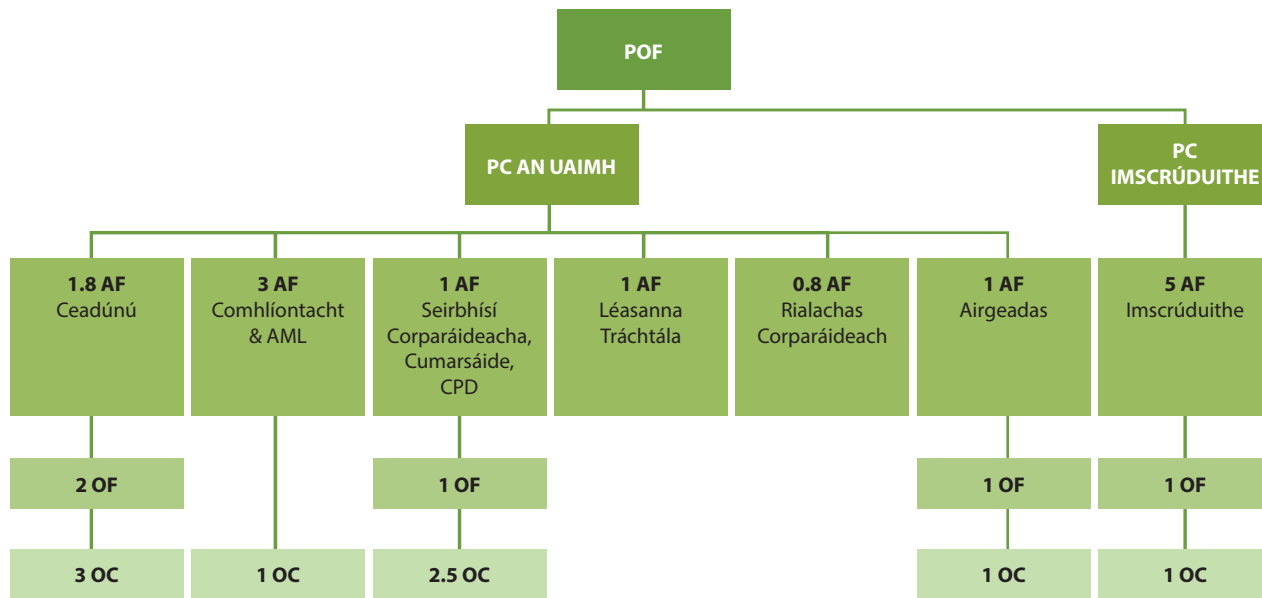 POF
PC AN UAIMH
PC
IMSCRÚDUITHE
1.8 AF
Ceadúnú
3 AF
Comhlíontacht
& AML
1 AF
Seirbhísí
Corparáideacha,
Cumarsáide,
CPD
1 AF
Léasanna
Tráchtála
0.8 AF
Rialachas
Corparáideach
1 AF
Airgeadas
5 AF
Imscrúduithe
2 OF
1 OF
1 OF
1 OF
3 OC
1 OC
2.5 OC
1 OC
1 OC